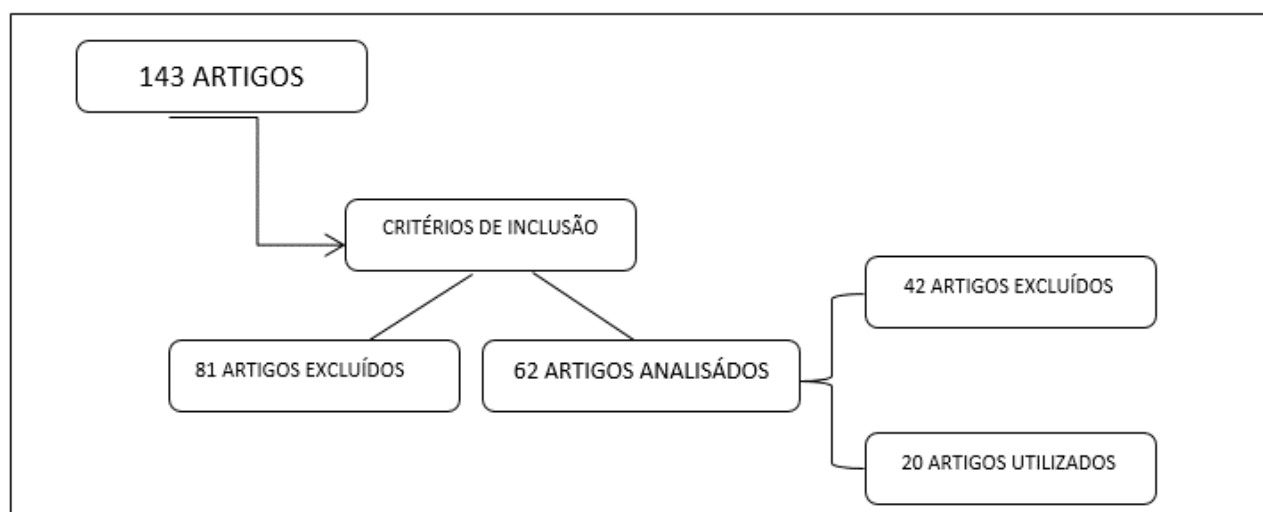 143 ARTIGOS
CRITÉRIOS DE INCLUSÃO
81 ARTIGOS EXCLUÍDOS
62 ARTIGOS ANALISÁDOS
42 ARTIGOS EXCLUÍDOS
20 ARTIGOS UTILIZADOS